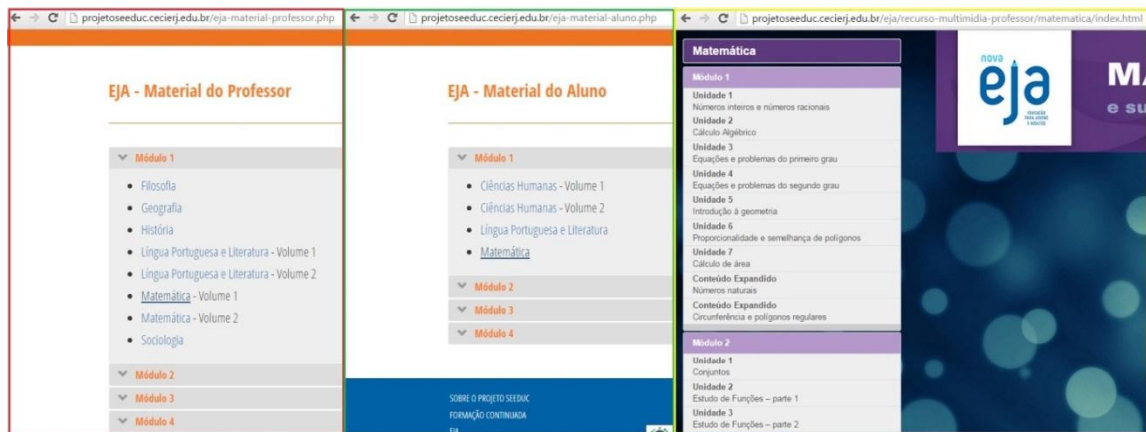 projetoseeduc.cecierj.edu.br/eja-material-professor.php
EJA - Material do Professor
Módulo 1
Filosofia
Geografia
História
Língua Portuguesa e Literatura - Volume 1
Língua Portuguesa e Literatura - Volume 2
Matemática - Volume 1
Matemática - Volume 2
Sociologia
Módulo 2
Módulo 3
Módulo 4
projetoseeduc.cecierj.edu.br/eja-material-aluno.php
EJA - Material do Aluno
Módulo 1
Ciências Humanas - Volume 1
Ciências Humanas - Volume 2
Língua Portuguesa e Literatura
Matemática
Módulo 2
Módulo 3
Módulo 4
SOBRE O PROJETO SEEDUC
FORMAÇÃO CONTINUADA
EJA
projetoseeduc.cecierj.edu.br/eja/recurso-multimidia-professor/matematica/index.html
Matemática
Módulo 1
Unidade 1
Números inteiros e números racionais
Unidade 2
Cálculo Algébrico
Unidade 3
Equações e problemas do primeiro grau
Unidade 4
Equações e problemas do segundo grau
Unidade 5
Introdução à geometria
Unidade 6
Proporcionalidade e semelhança de polígonos
Unidade 7
Cálculo de área
Conteúdo Expandido
Números naturais
Conteúdo Expandido
Circunferência e polígonos regulares
Módulo 2
Unidade 1
Conjuntos
Unidade 2
Estudo de Funções – parte 1
Unidade 3
Estudo de Funções – parte 2
nova
eja
EDUCAÇÃO
PARA JOVENS
E ADULTOS
MA
e su